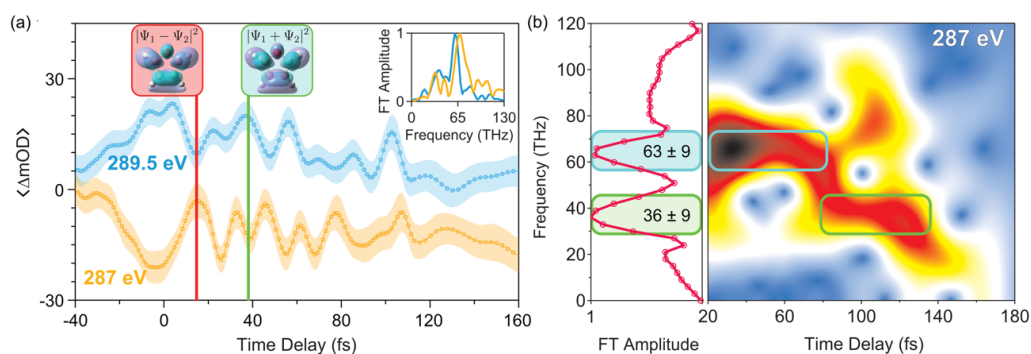 (a)
|Ψ₁ − Ψ₂|²
|Ψ₁ + Ψ₂|²
30
0
-30
<ΔmOD>
289.5 eV
287 eV
-40
0
40
80
120
160
Time Delay (fs)
1
0
FT Amplitude
0
65
130
Frequency (THz)
(b)
120
100
80
60
40
20
0
Frequency (THz)
63 ± 9
36 ± 9
1
20
FT Amplitude
287 eV
60
100
140
180
Time Delay (fs)